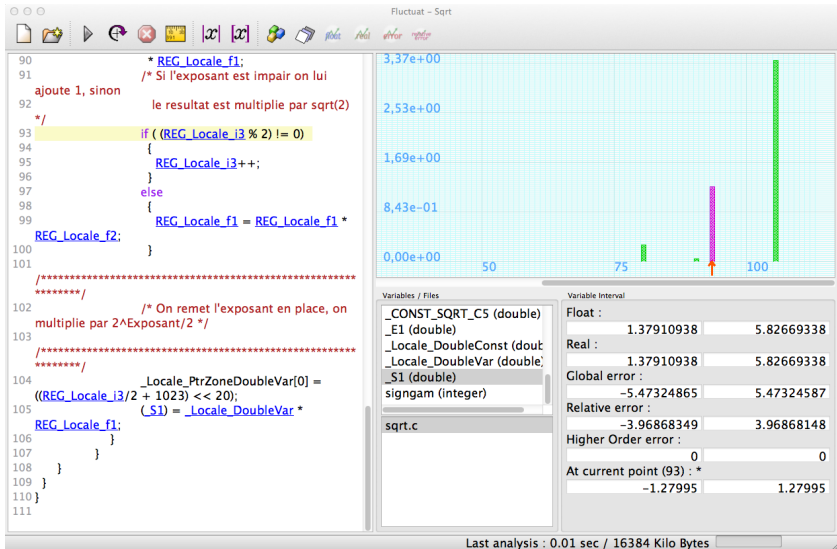 Fluctuat - Sqrt
|x| [x]
90 * REG_Locale_f1;
91 /* Si l'exposant est impair on lui
ajoute 1, sinon
92 le resultat est multiplie par sqrt(2)
*/
93 if ( (REG_Locale_i3 % 2) != 0)
94 {
95 REG_Locale_i3++;
96 }
97 else
98 {
99 REG_Locale_f1 = REG_Locale_f1 *
REG_Locale_f2;
100 }
101
/*******************************************************
********/
102 /* On remet l'exposant en place, on
multiplie par 2^Exposant/2 */
103
/*******************************************************
********/
104 _Locale_PtrZoneDoubleVar[0] =
((REG_Locale_i3/2 + 1023) << 20);
105 (_S1) = _Locale_DoubleVar *
REG_Locale_f1;
106 }
107 }
108 }
109 }
110 }
111
3,37e+00
2,53e+00
1,69e+00
8,43e-01
0,00e+00
50 75 100
Variables / Files
_CONST_SQRT_C5 (double)
_E1 (double)
_Locale_DoubleConst (doub
_Locale_DoubleVar (double)
_S1 (double)
signgam (integer)
sqrt.c
Variable Interval
Float :
1.37910938 5.82669338
Real :
1.37910938 5.82669338
Global error :
-5.47324865 5.47324587
Relative error :
-3.96868349 3.96868148
Higher Order error :
0 0
At current point (93) : *
-1.27995 1.27995
Last analysis : 0.01 sec / 16384 Kilo Bytes